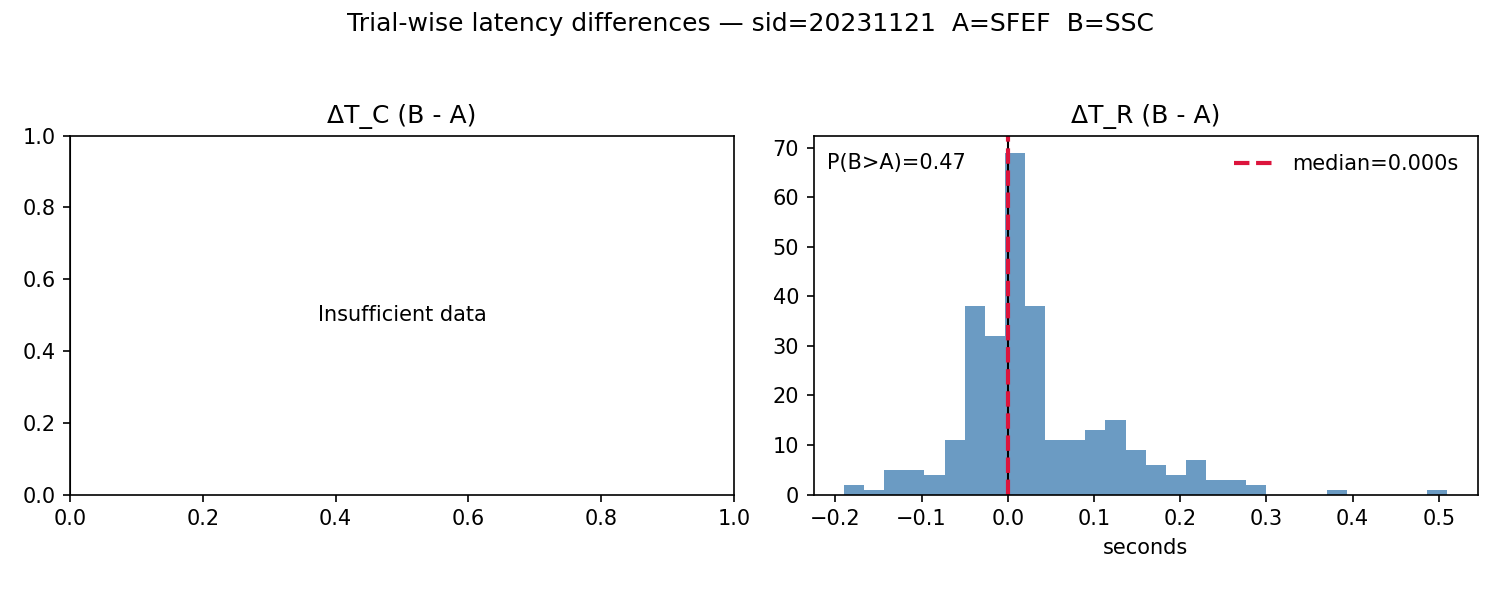 Trial-wise latency differences — sid=20231121  A=SFEF  B=SSC
ΔT_C (B - A)
1.0
0.8
0.6
0.4
0.2
0.0
Insufficient data
0.0 0.2 0.4 0.6 0.8 1.0
ΔT_R (B - A)
70
60
50
40
30
20
10
0
P(B>A)=0.47
median=0.000s
−0.2 −0.1 0.0 0.1 0.2 0.3 0.4 0.5
seconds